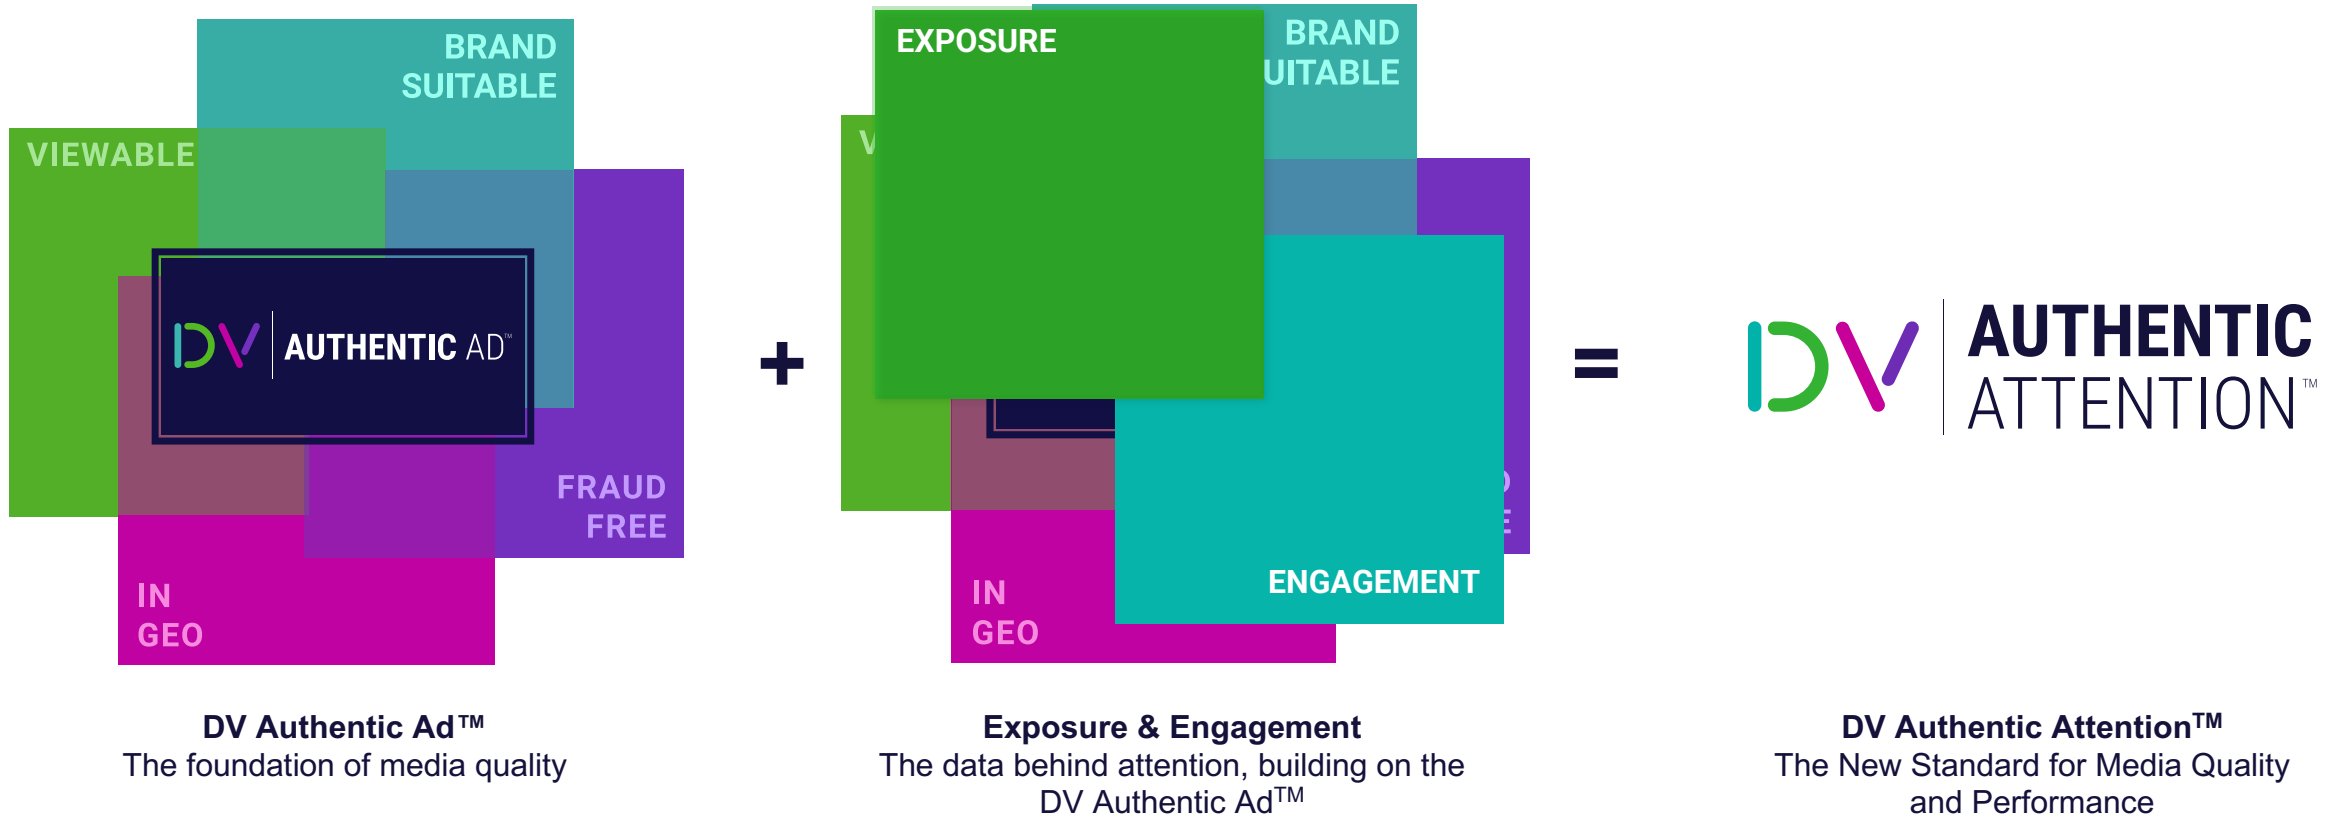 BRAND
SUITABLE
VIEWABLE
DV AUTHENTIC AD™
FRAUD
FREE
IN
GEO
DV Authentic Ad™
The foundation of media quality
+
EXPOSURE
BRAND
UITABLE
V
ENGAGEMENT
IN
GEO
Exposure & Engagement
The data behind attention, building on the
DV Authentic Ad™
=
DV AUTHENTIC
ATTENTION™
DV Authentic Attention™
The New Standard for Media Quality
and Performance